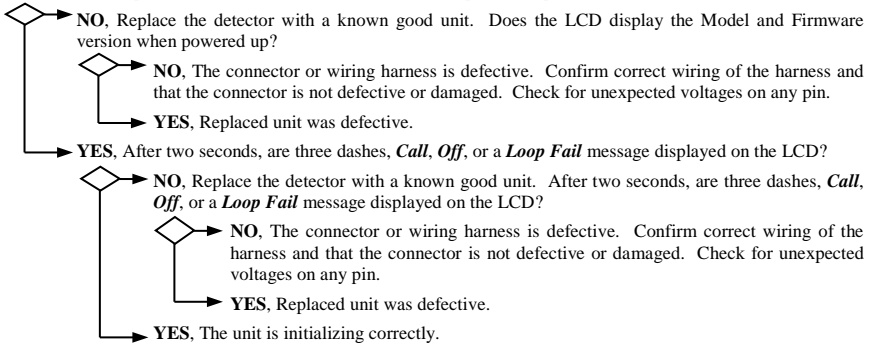 NO, Replace the detector with a known good unit. Does the LCD display the Model and Firmware
version when powered up?
NO, The connector or wiring harness is defective. Confirm correct wiring of the harness and
that the connector is not defective or damaged. Check for unexpected voltages on any pin.
YES, Replaced unit was defective.
YES, After two seconds, are three dashes, Call, Off, or a Loop Fail message displayed on the LCD?
NO, Replace the detector with a known good unit. After two seconds, are three dashes, Call,
Off, or a Loop Fail message displayed on the LCD?
NO, The connector or wiring harness is defective. Confirm correct wiring of the
harness and that the connector is not defective or damaged. Check for unexpected
voltages on any pin.
YES, Replaced unit was defective.
YES, The unit is initializing correctly.